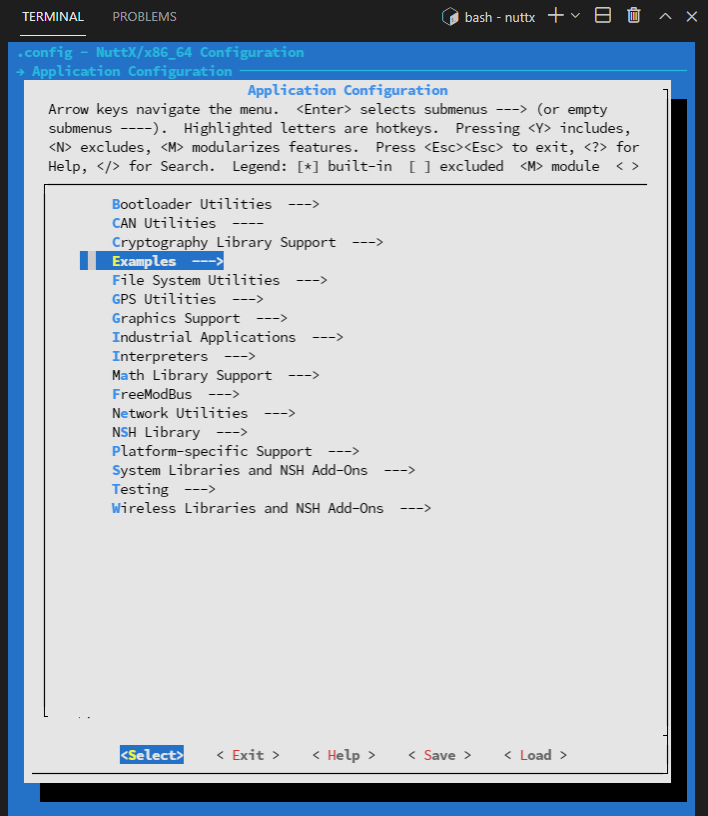 TERMINAL PROBLEMS bash - nuttx
.config - NuttX/x86_64 Configuration
→ Application Configuration
Application Configuration
Arrow keys navigate the menu. <Enter> selects submenus ---> (or empty
submenus ----). Highlighted letters are hotkeys. Pressing <Y> includes,
<N> excludes, <M> modularizes features. Press <Esc><Esc> to exit, <?> for
Help, </> for Search. Legend: [*] built-in [ ] excluded <M> module < >
Bootloader Utilities --->
CAN Utilities ----
Cryptography Library Support --->
Examples --->
File System Utilities --->
GPS Utilities --->
Graphics Support --->
Industrial Applications --->
Interpreters --->
Math Library Support --->
FreeModBus --->
Network Utilities --->
NSH Library --->
Platform-specific Support --->
System Libraries and NSH Add-Ons --->
Testing --->
Wireless Libraries and NSH Add-Ons --->
<Select> < Exit > < Help > < Save > < Load >